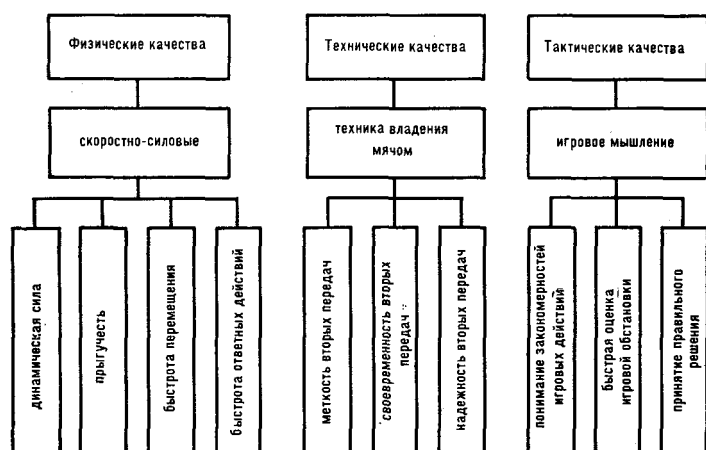 Физические качества
Технические качества
Тактические качества
скоростно-силовые
техника владения
мячом
игровое мышление
динамическая сила
прыгучесть
быстрота перемещения
быстрота ответных действий
меткость вторых передач
своевременность вторых
передач
надежность вторых передач
понимание закономерностей
игровых действий
быстрая оценка
игровой обстановки
принятие правильного
решения